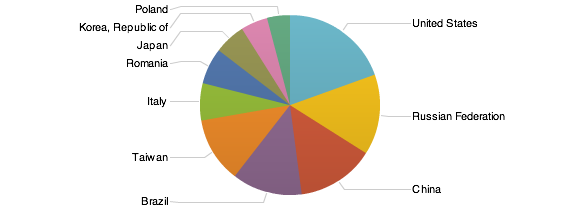 Poland
Korea, Republic of
Japan
Romania
Italy
Taiwan
Brazil
United States
Russian Federation
China